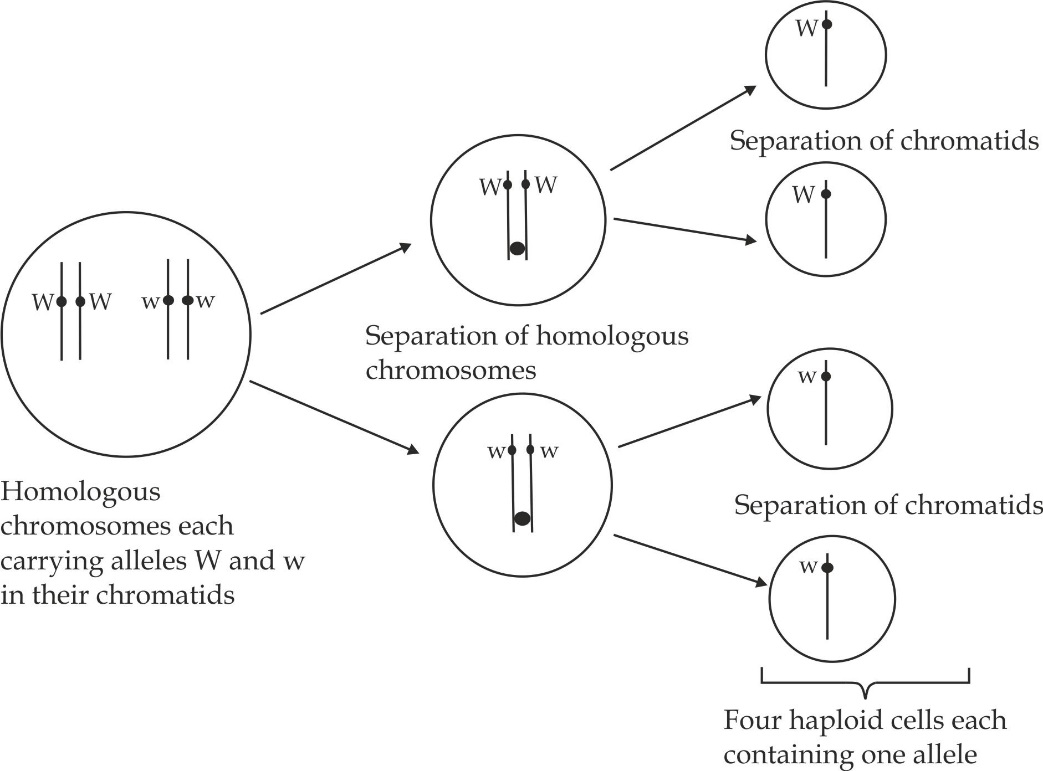 W
Separation of chromatids
W W
W
W W w w
Separation of homologous
chromosomes
w
w w
Homologous
chromosomes each
carrying alleles W and w
in their chromatids
Separation of chromatids
w
Four haploid cells each
containing one allele